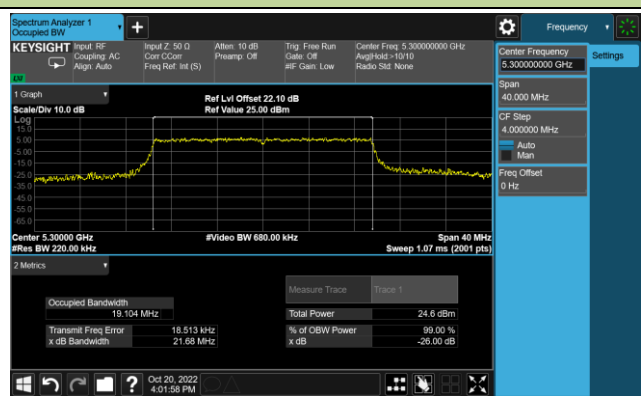 Spectrum Analyzer 1
Occupied BW
Frequency
KEYSIGHT
Input: RF
Coupling: AC
Align: Auto
Input Z: 50 Ω
Corr CCorr
Freq Ref: Int (S)
Atten: 10 dB
Preamp: Off
Trig: Free Run
Gate: Off
#IF Gain: Low
Center Freq: 5.300000000 GHz
Avg|Hold:>10/10
Radio Std: None
Center Frequency
5.300000000 GHz
Settings
Span
40.000 MHz
CF Step
4.000000 MHz
Auto
Man
Freq Offset
0 Hz
1 Graph
Scale/Div 10.0 dB
Ref Lvl Offset 22.10 dB
Ref Value 25.00 dBm
Log
15.0
5.00
-5.00
-15.0
-25.0
-35.0
-45.0
-55.0
-65.0
Center 5.30000 GHz
#Res BW 220.00 kHz
#Video BW 680.00 kHz
Span 40 MHz
Sweep 1.07 ms (2001 pts)
2 Metrics
Measure Trace
Trace 1
Occupied Bandwidth
19.104 MHz
Total Power
24.6 dBm
Transmit Freq Error
18.513 kHz
% of OBW Power
99.00 %
x dB Bandwidth
21.68 MHz
x dB
-26.00 dB
Oct 20, 2022
4:01:58 PM